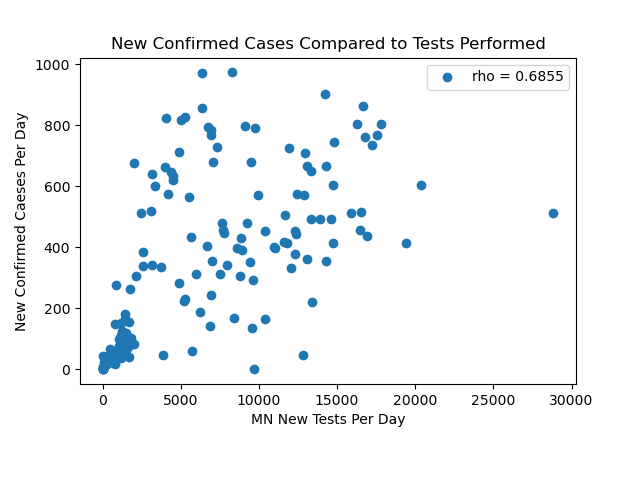 New Confirmed Cases Compared to Tests Performed
rho = 0.6855
New Confirmed Caeses Per Day
1000
800
600
400
200
0
0 5000 10000 15000 20000 25000 30000
MN New Tests Per Day